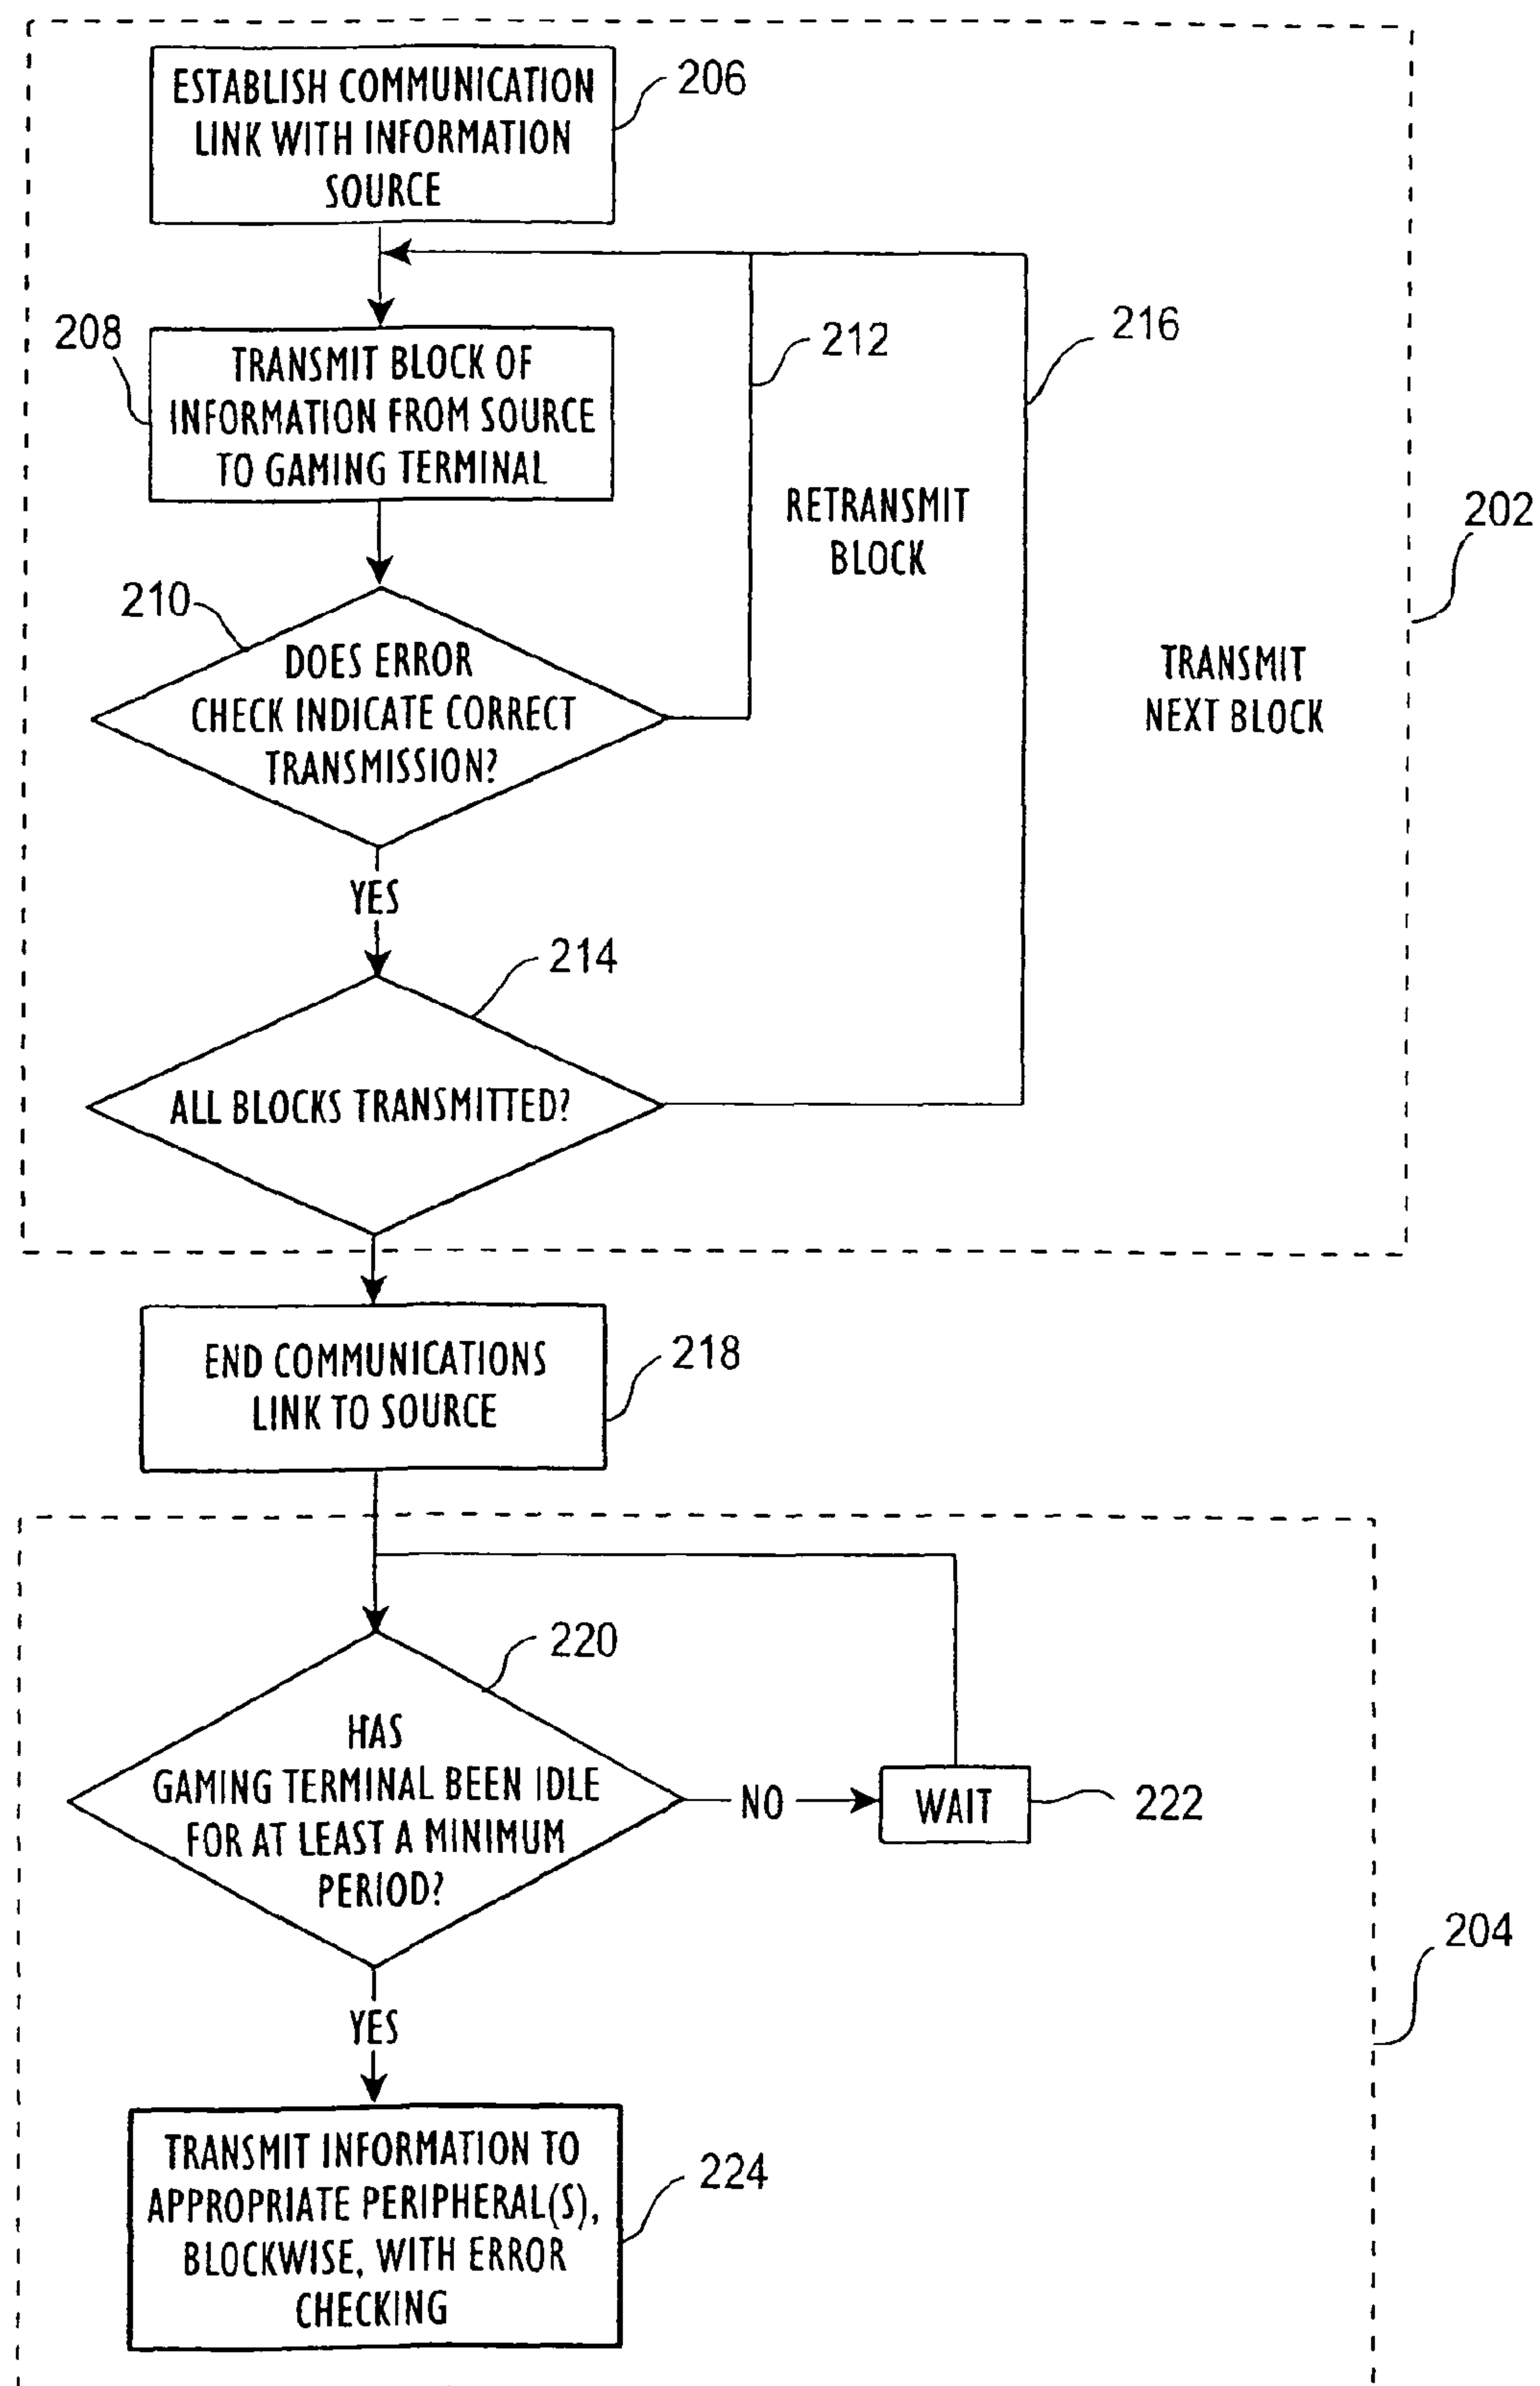 ESTABLISH COMMUNICATION
LINK WITH INFORMATION
SOURCE
206
208
TRANSMIT BLOCK OF
INFORMATION FROM SOURCE
TO GAMING TERMINAL
212
216
RETRANSMIT
BLOCK
202
210
DOES ERROR
CHECK INDICATE CORRECT
TRANSMISSION?
TRANSMIT
NEXT BLOCK
YES
214
ALL BLOCKS TRANSMITTED?
END COMMUNICATIONS
LINK TO SOURCE
218
220
HAS
GAMING TERMINAL BEEN IDLE
FOR AT LEAST A MINIMUM
PERIOD?
NO
WAIT
222
204
YES
TRANSMIT INFORMATION TO
APPROPRIATE PERIPHERAL(S),
BLOCKWISE, WITH ERROR
CHECKING
224